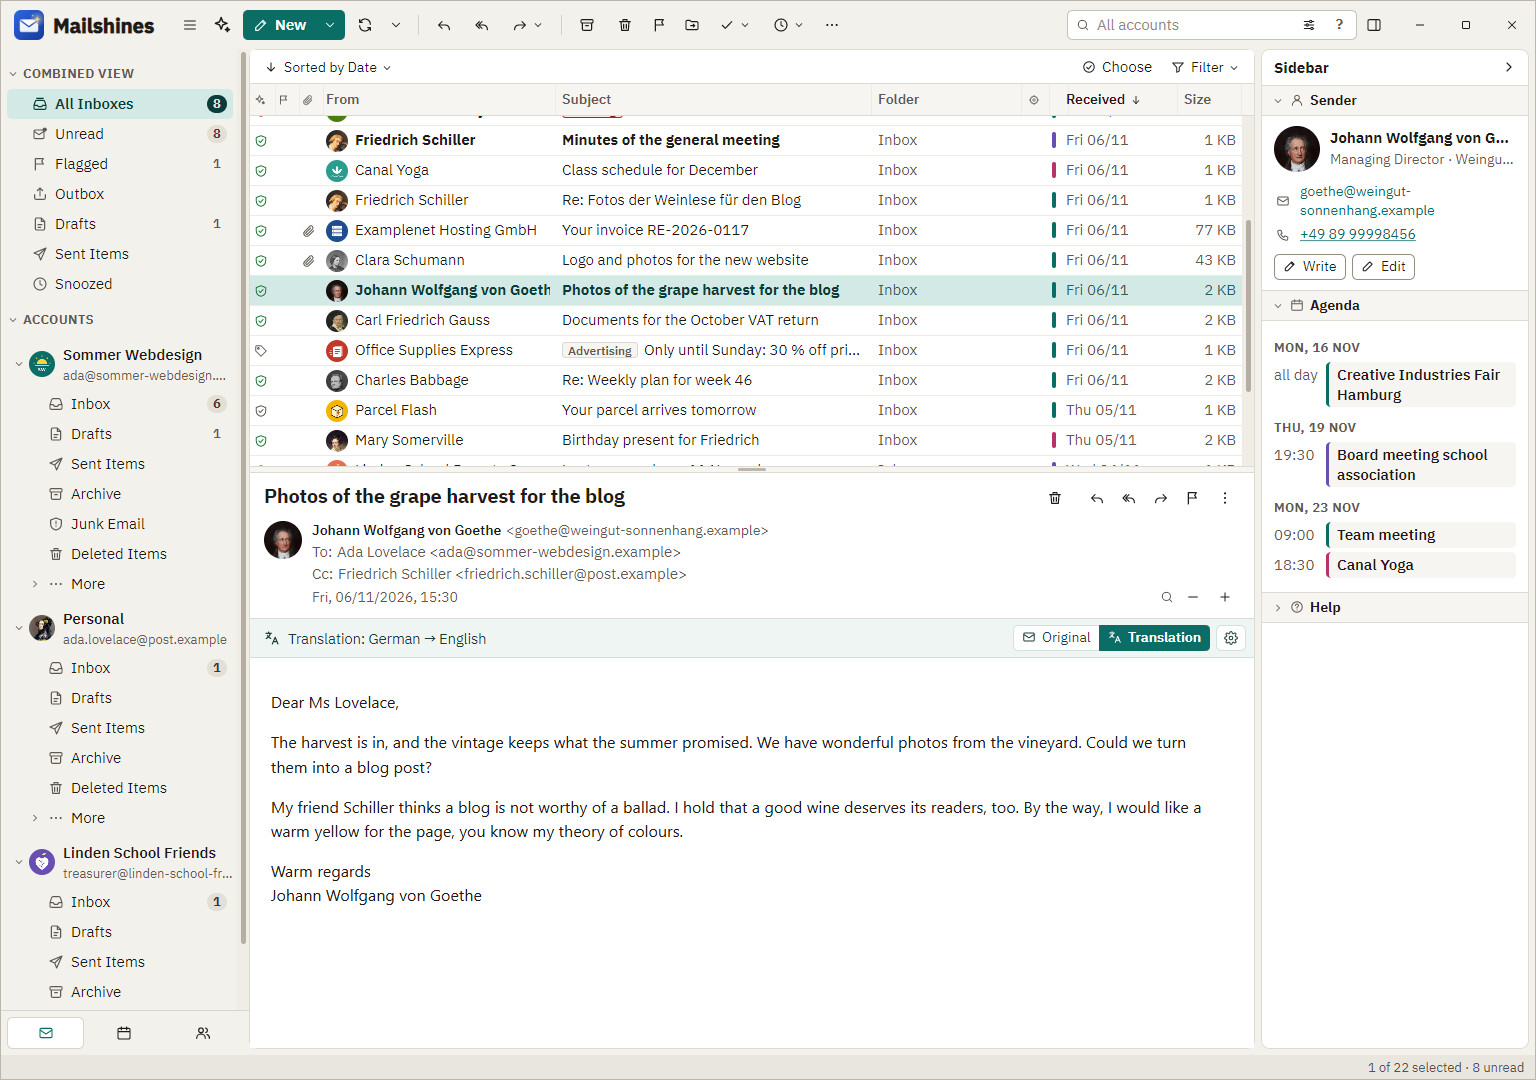 Mailshines
New
All accounts
?
COMBINED VIEW
All Inboxes 8
Unread 8
Flagged 1
Outbox
Drafts 1
Sent Items
Snoozed
ACCOUNTS
Sommer Webdesign
ada@sommer-webdesign....
Inbox 6
Drafts 1
Sent Items
Archive
Junk Email
Deleted Items
More
Personal
ada.lovelace@post.example
Inbox 1
Drafts
Sent Items
Archive
Deleted Items
More
Linden School Friends
treasurer@linden-school-fr...
Inbox 1
Drafts
Sent Items
Archive
Sorted by Date
Choose
Filter
From Subject Folder Received Size
Friedrich Schiller Minutes of the general meeting Inbox Fri 06/11 1 KB
Canal Yoga Class schedule for December Inbox Fri 06/11 1 KB
Friedrich Schiller Re: Fotos der Weinlese für den Blog Inbox Fri 06/11 1 KB
Examplenet Hosting GmbH Your invoice RE-2026-0117 Inbox Fri 06/11 77 KB
Clara Schumann Logo and photos for the new website Inbox Fri 06/11 43 KB
Johann Wolfgang von Goeth Photos of the grape harvest for the blog Inbox Fri 06/11 2 KB
Carl Friedrich Gauss Documents for the October VAT return Inbox Fri 06/11 2 KB
Office Supplies Express Advertising Only until Sunday: 30 % off pri... Inbox Fri 06/11 1 KB
Charles Babbage Re: Weekly plan for week 46 Inbox Fri 06/11 2 KB
Parcel Flash Your parcel arrives tomorrow Inbox Thu 05/11 1 KB
Mary Somerville Birthday present for Friedrich Inbox Thu 05/11 2 KB
Photos of the grape harvest for the blog
Johann Wolfgang von Goethe <goethe@weingut-sonnenhang.example>
To: Ada Lovelace <ada@sommer-webdesign.example>
Cc: Friedrich Schiller <friedrich.schiller@post.example>
Fri, 06/11/2026, 15:30
Translation: German → English
Original
Translation
Dear Ms Lovelace,
The harvest is in, and the vintage keeps what the summer promised. We have wonderful photos from the vineyard. Could we turn
them into a blog post?
My friend Schiller thinks a blog is not worthy of a ballad. I hold that a good wine deserves its readers, too. By the way, I would like a
warm yellow for the page, you know my theory of colours.
Warm regards
Johann Wolfgang von Goethe
Sidebar
Sender
Johann Wolfgang von G...
Managing Director · Weingu...
goethe@weingut-
sonnenhang.example
+49 89 99998456
Write
Edit
Agenda
MON, 16 NOV
all day Creative Industries Fair
Hamburg
THU, 19 NOV
19:30 Board meeting school
association
MON, 23 NOV
09:00 Team meeting
18:30 Canal Yoga
Help
1 of 22 selected · 8 unread